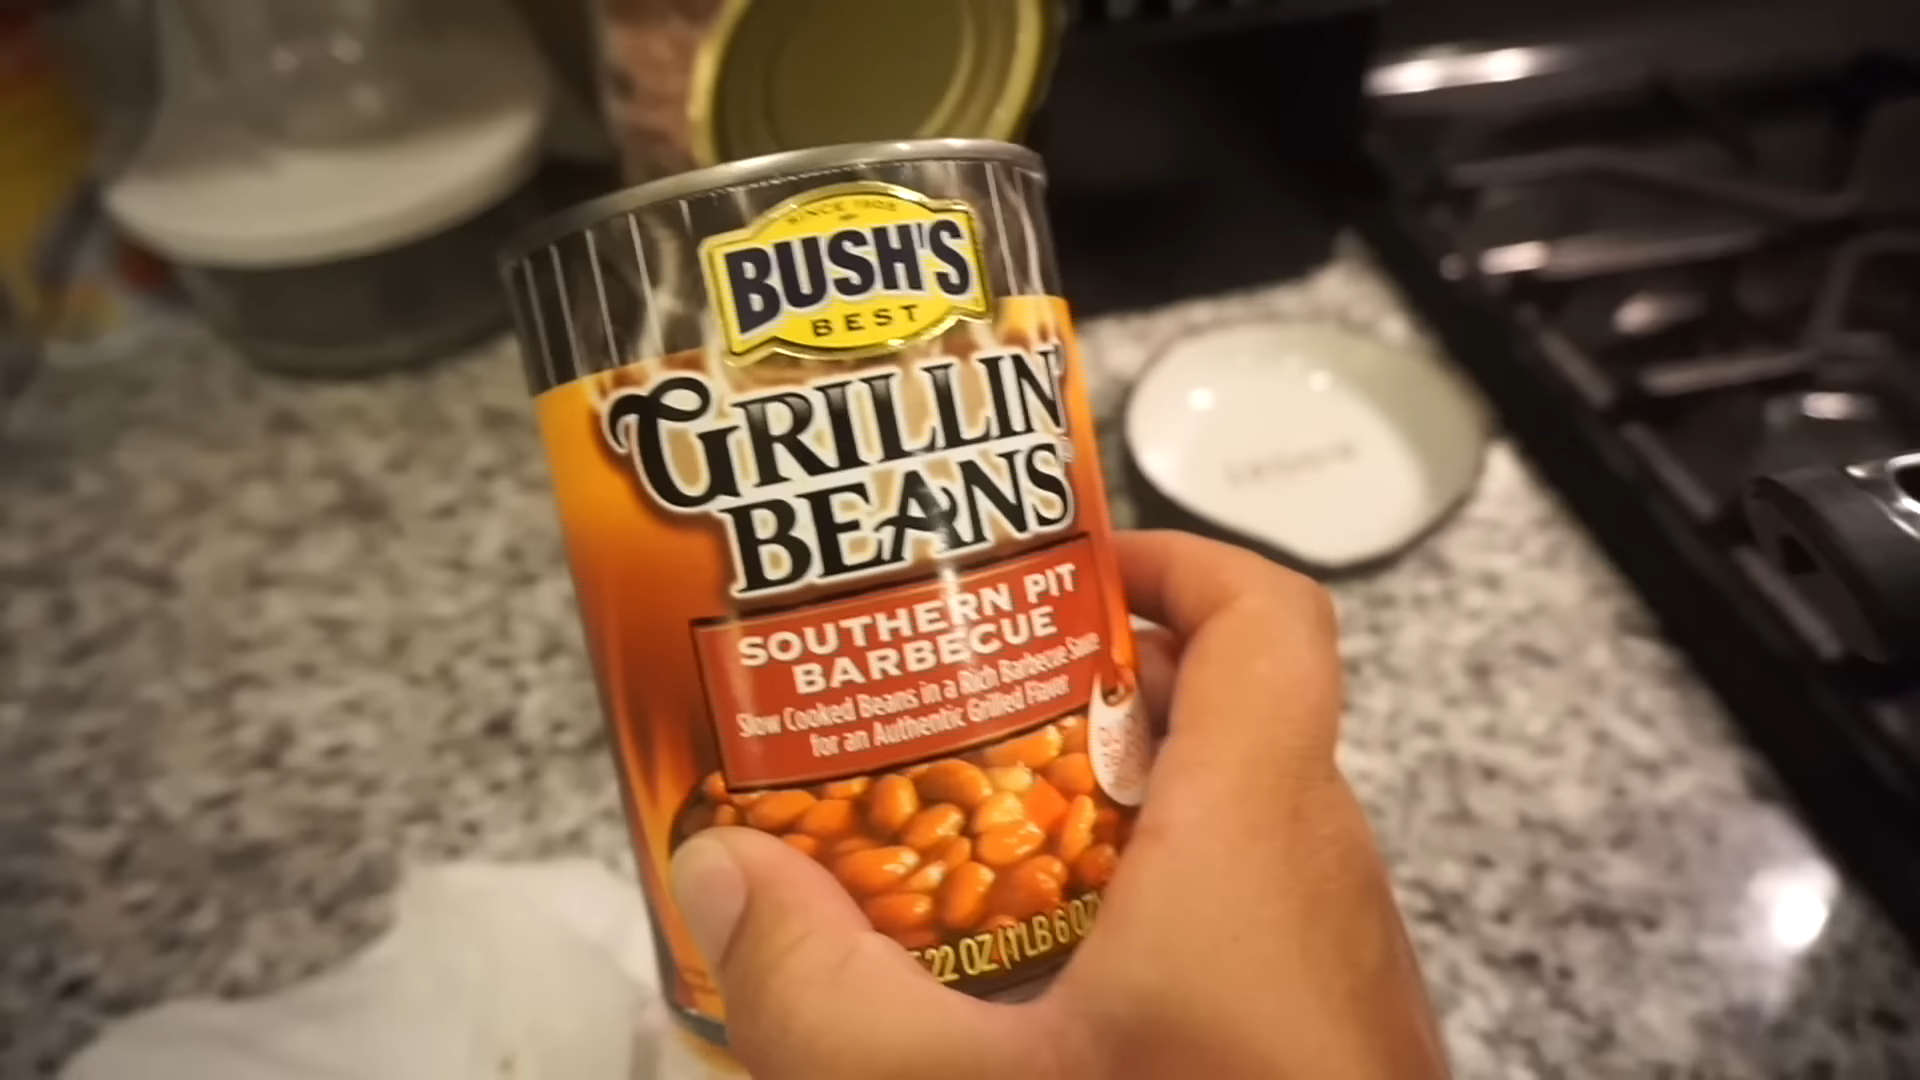 SINCE 1908
BUSH'S
BEST
GRILLIN'
BEANS
SOUTHERN PIT
BARBECUE
Slow Cooked Beans in a Rich Barbecue Sauce
for an Authentic Grilled Flavor
22 OZ (1 LB 6 OZ)